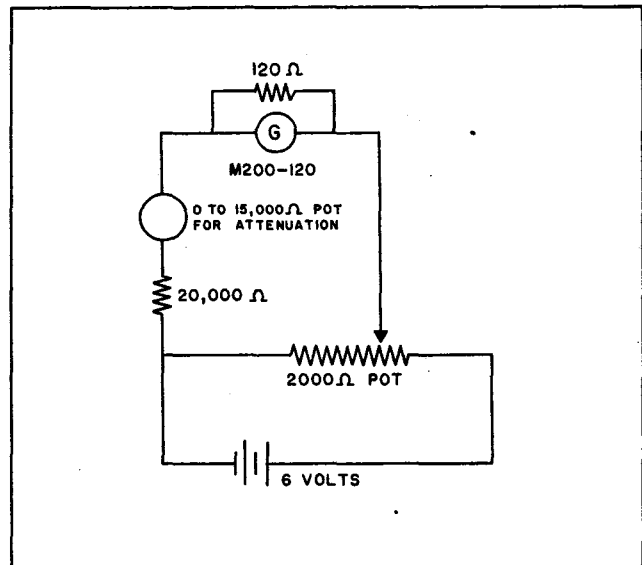 120 Ω
G
M200-120
0 TO 15,000Ω POT
FOR ATTENUATION
20,000 Ω
2000Ω POT
6 VOLTS